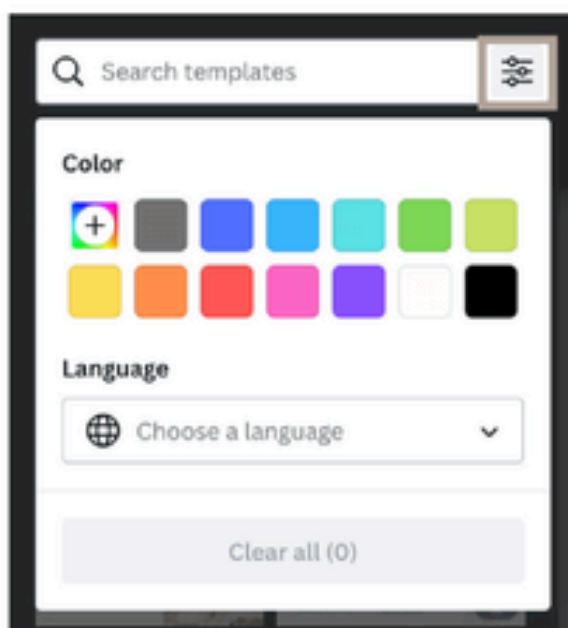 Search templates
Color
Language
Choose a language
Clear all (0)